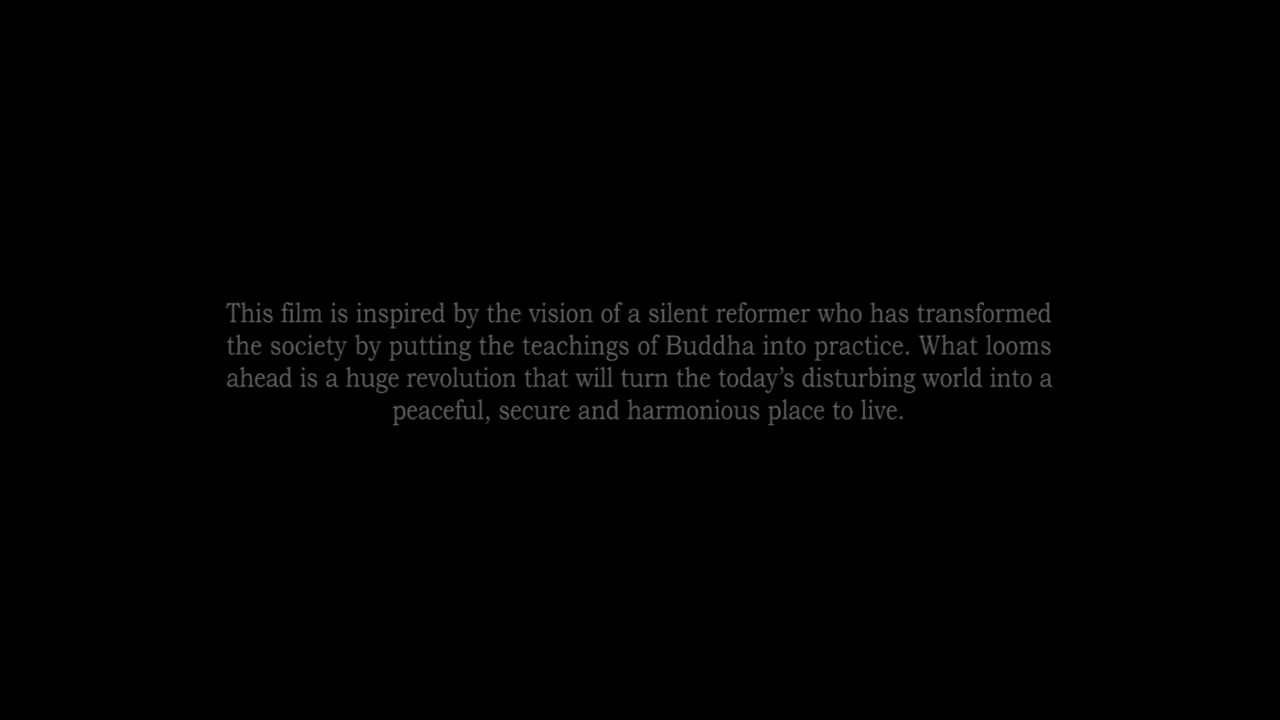 This film is inspired by the vision of a silent reformer who has transformed
the society by putting the teachings of Buddha into practice. What looms
ahead is a huge revolution that will turn the today’s disturbing world into a
peaceful, secure and harmonious place to live.